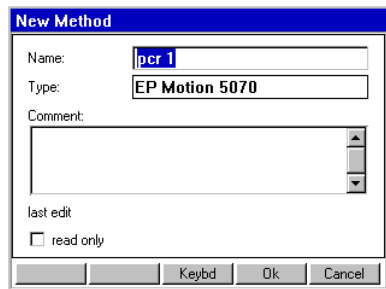 New Method
Name: pcr 1
Type: EP Motion 5070
Comment:
last edit
read only
Keybd Ok Cancel